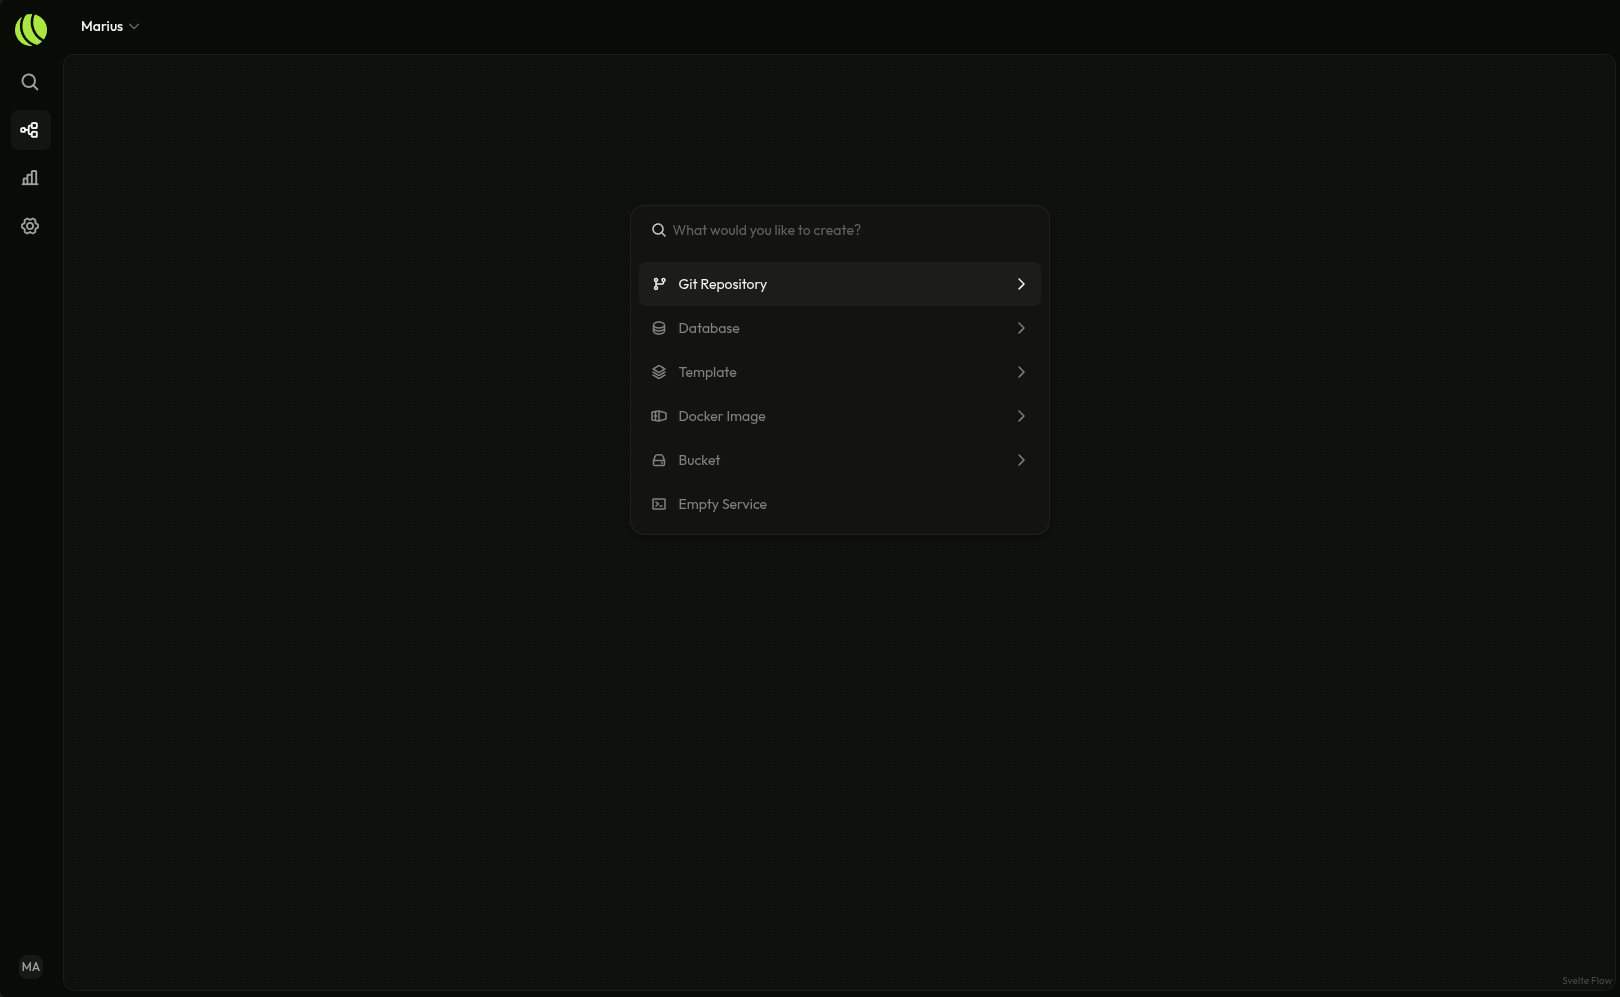 Marius
What would you like to create?
Git Repository
Database
Template
Docker Image
Bucket
Empty Service
MA
Svelte Flow